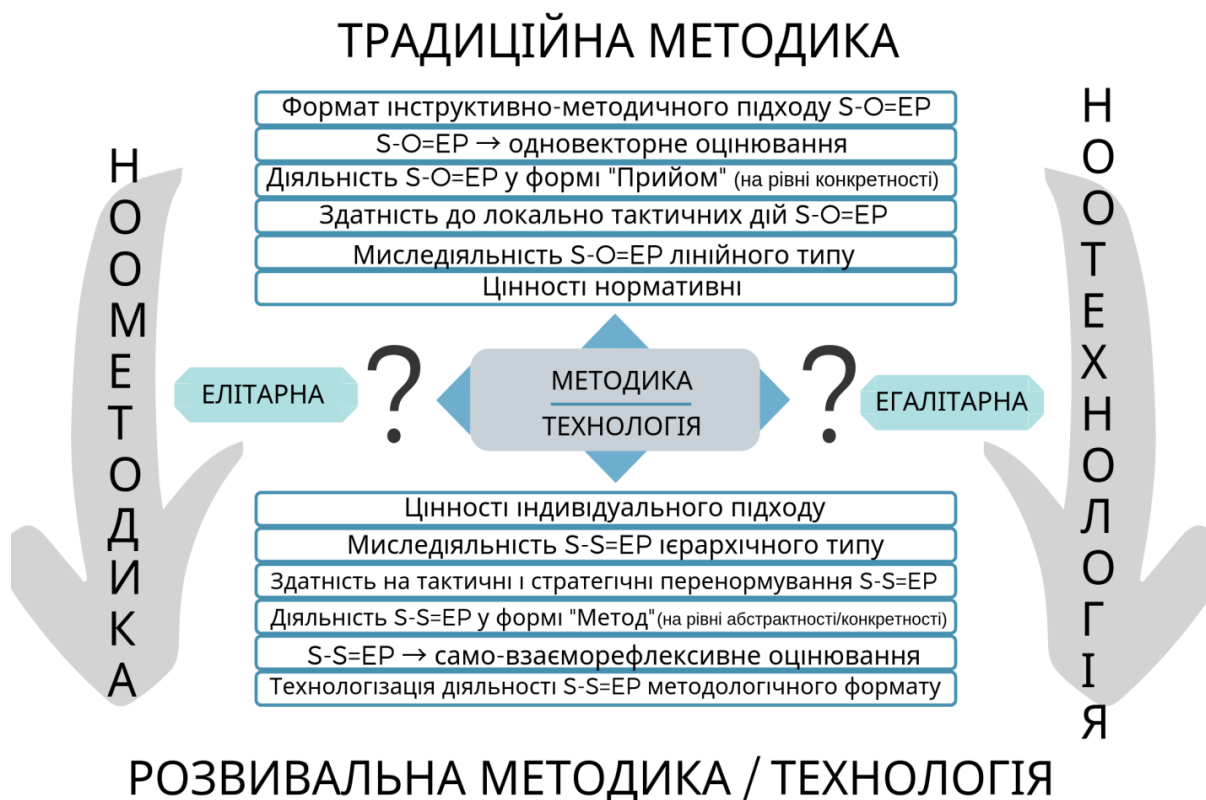 ТРАДИЦІЙНА МЕТОДИКА
Формат інструктивно-методичного підходу S-O=EP
S-O=EP → одновекторне оцінювання
Діяльність S-O=EP у формі "Прийом" (на рівні конкретності)
Здатність до локально тактичних дій S-O=EP
Миследіяльність S-O=EP лінійного типу
Цінності нормативні
НООМЕТОДИКА
ЕЛІТАРНА
?
МЕТОДИКА
ТЕХНОЛОГІЯ
?
ЕГАЛІТАРНА
НООТЕХНОЛОГІЯ
Цінності індивідуального підходу
Миследіяльність S-S=EP ієрархічного типу
Здатність на тактичні і стратегічні перенормування S-S=EP
Діяльність S-S=EP у формі "Метод"(на рівні абстрактності/конкретності)
S-S=EP → само-взаєморефлексивне оцінювання
Технологізація діяльності S-S=EP методологічного формату
РОЗВИВАЛЬНА МЕТОДИКА / ТЕХНОЛОГІЯ